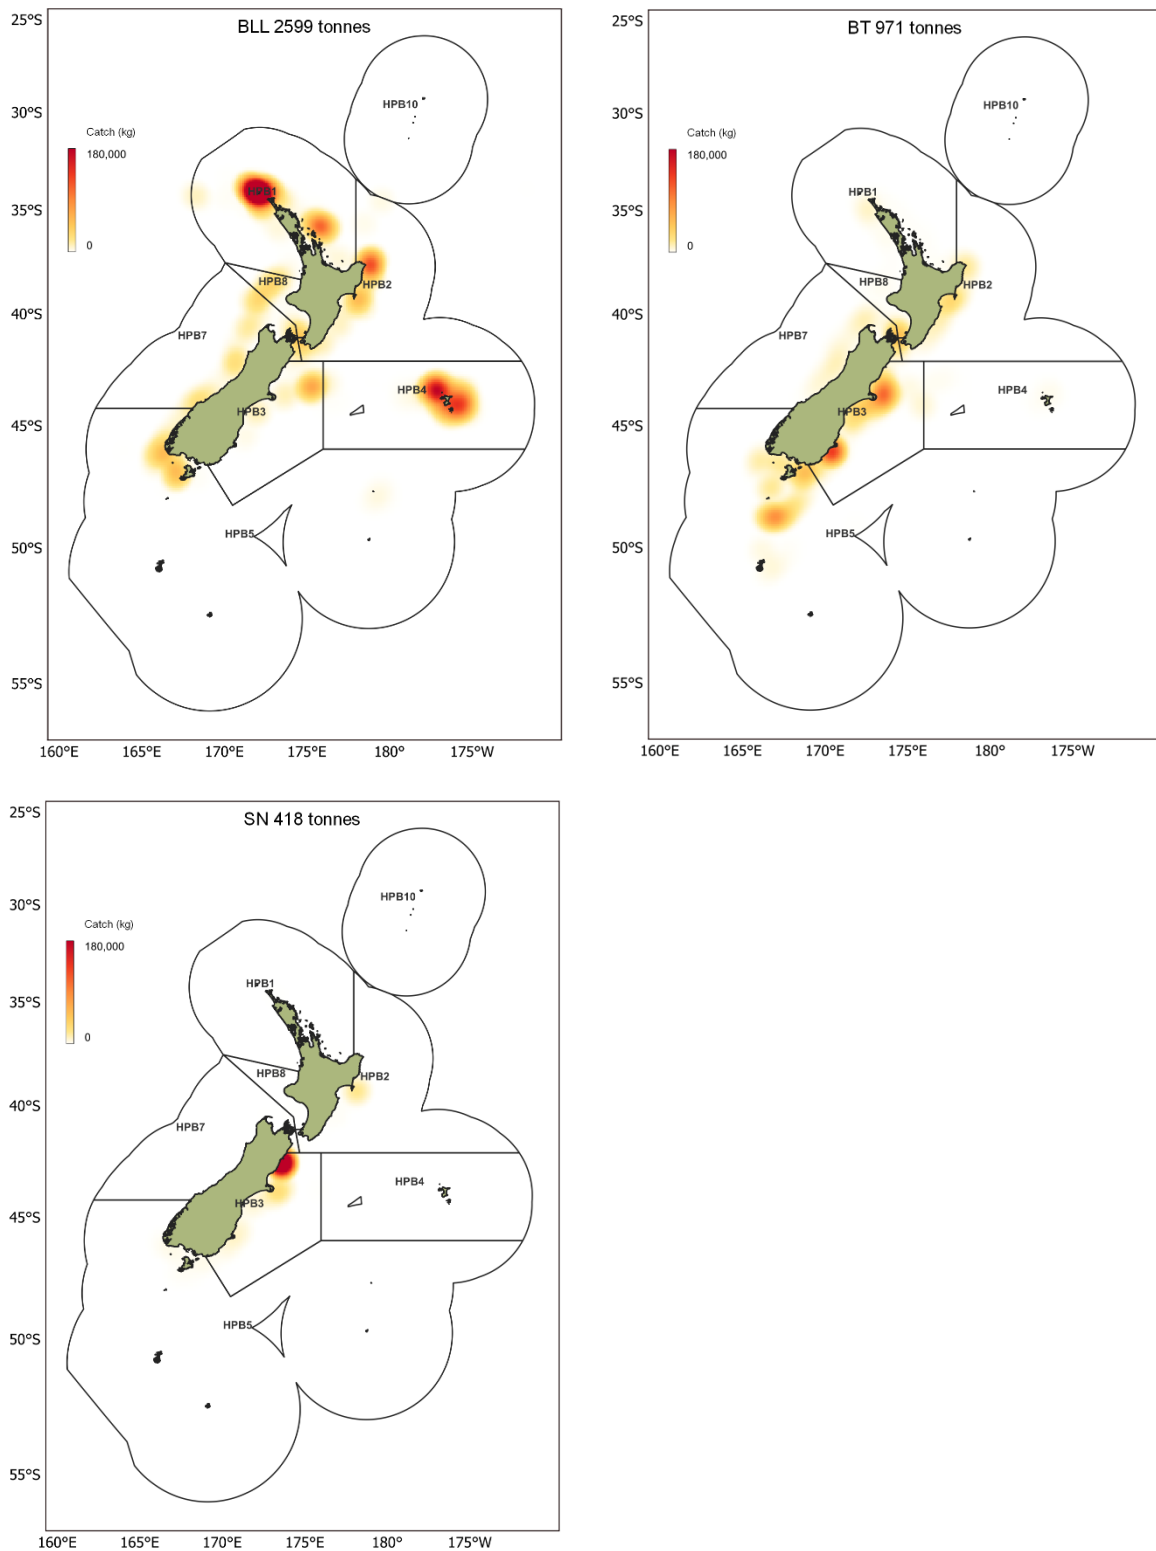 BLL 2599 tonnes
25°S
30°S
35°S
40°S
45°S
50°S
55°S
Catch (kg)
180,000
0
HPB10
HPB1
HPB8
HPB2
HPB7
HPB4
HPB3
HPB5
160°E
165°E
170°E
175°E
180°
175°W
BT 971 tonnes
25°S
30°S
35°S
40°S
45°S
50°S
55°S
Catch (kg)
180,000
0
HPB10
HPB1
HPB8
HPB2
HPB7
HPB4
HPB3
HPB5
160°E
165°E
170°E
175°E
180°
175°W
SN 418 tonnes
25°S
30°S
35°S
40°S
45°S
50°S
55°S
Catch (kg)
180,000
0
HPB10
HPB1
HPB8
HPB2
HPB7
HPB4
HPB3
HPB5
160°E
165°E
170°E
175°E
180°
175°W